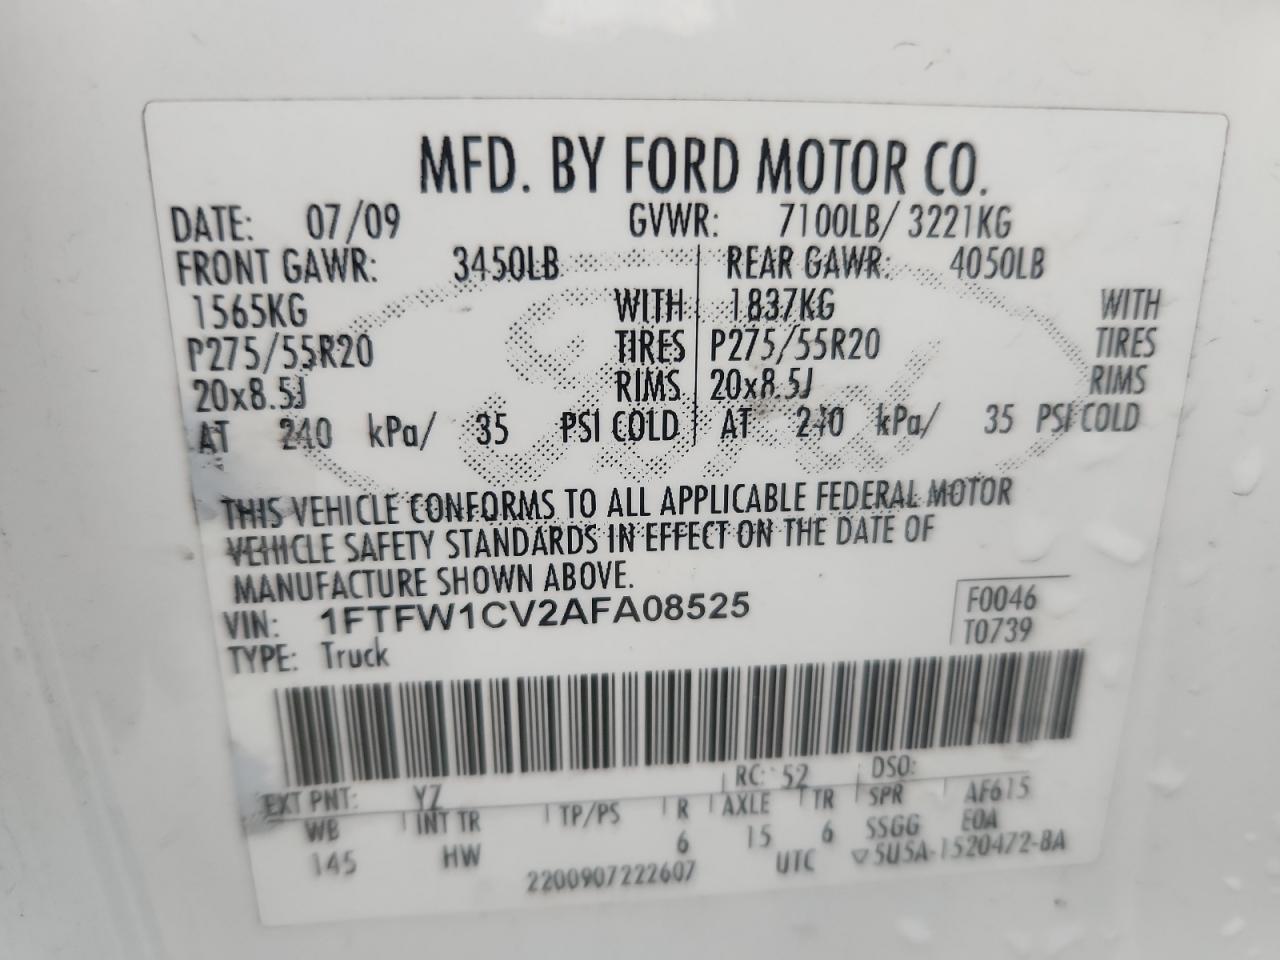 MFD. BY FORD MOTOR CO.
DATE: 07/09 GVWR: 7100LB/ 3221KG
FRONT GAWR: 3450LB REAR GAWR: 4050LB
1565KG WITH 1837KG WITH
P275/55R20 TIRES P275/55R20 TIRES
20x8.5J RIMS 20x8.5J RIMS
AT 240 kPa/ 35 PSI COLD AT 240 kPa/ 35 PSI COLD
THIS VEHICLE CONFORMS TO ALL APPLICABLE FEDERAL MOTOR
VEHICLE SAFETY STANDARDS IN EFFECT ON THE DATE OF
MANUFACTURE SHOWN ABOVE.
VIN: 1FTFW1CV2AFA08525 F0046
TYPE: Truck T0739
RC: 52 DSO:
EXT PNT: YZ
WB INT TR TP/PS R AXLE TR SPR AF615
145 HW 6 15 6 SSGG E0A
2200907222607 UTC ▽5U5A-1520472-BA
Ford